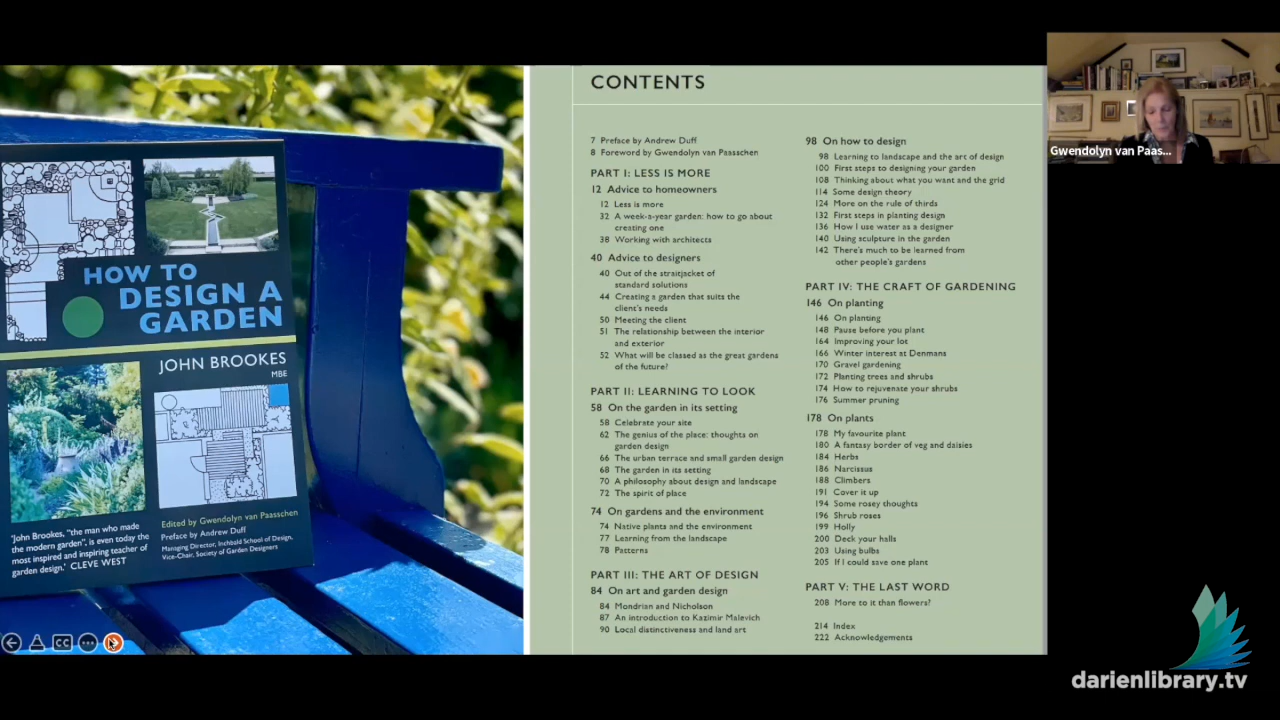 HOW TO
DESIGN A
GARDEN
JOHN BROOKES
MBE
'John Brookes, "the man who made
the modern garden", is even today the
most inspired and inspiring teacher of
garden design.' CLEVE WEST
Edited by Gwendolyn van Paasschen
Preface by Andrew Duff
Managing Director, Inchbald School of Design,
Vice-Chair, Society of Garden Designers
CC
CONTENTS
7 Preface by Andrew Duff
8 Foreword by Gwendolyn van Paasschen
PART I: LESS IS MORE
12 Advice to homeowners
12 Less is more
32 A week-a-year garden: how to go about
creating one
38 Working with architects
40 Advice to designers
40 Out of the straitjacket of
standard solutions
44 Creating a garden that suits the
client's needs
50 Meeting the client
51 The relationship between the interior
and exterior
52 What will be classed as the great gardens
of the future?
PART II: LEARNING TO LOOK
58 On the garden in its setting
58 Celebrate your site
62 The genius of the place: thoughts on
garden design
66 The urban terrace and small garden design
68 The garden in its setting
70 A philosophy about design and landscape
72 The spirit of place
74 On gardens and the environment
74 Native plants and the environment
77 Learning from the landscape
78 Patterns
PART III: THE ART OF DESIGN
84 On art and garden design
84 Mondrian and Nicholson
87 An introduction to Kazimir Malevich
90 Local distinctiveness and land art
98 On how to design
98 Learning to landscape and the art of design
100 First steps to designing your garden
108 Thinking about what you want and the grid
114 Some design theory
124 More on the rule of thirds
132 First steps in planting design
136 How I use water as a designer
140 Using sculpture in the garden
142 There's much to be learned from
other people's gardens
PART IV: THE CRAFT OF GARDENING
146 On planting
146 On planting
148 Pause before you plant
164 Improving your lot
166 Winter interest at Denmans
170 Gravel gardening
172 Planting trees and shrubs
174 How to rejuvenate your shrubs
176 Summer pruning
178 On plants
178 My favourite plant
180 A fantasy border of veg and daisies
184 Herbs
186 Narcissus
188 Climbers
191 Cover it up
194 Some rosey thoughts
196 Shrub roses
199 Holly
200 Deck your halls
203 Using bulbs
205 If I could save one plant
PART V: THE LAST WORD
208 More to it than flowers?
214 Index
222 Acknowledgements
Gwendolyn van Paas...
darienlibrary.tv